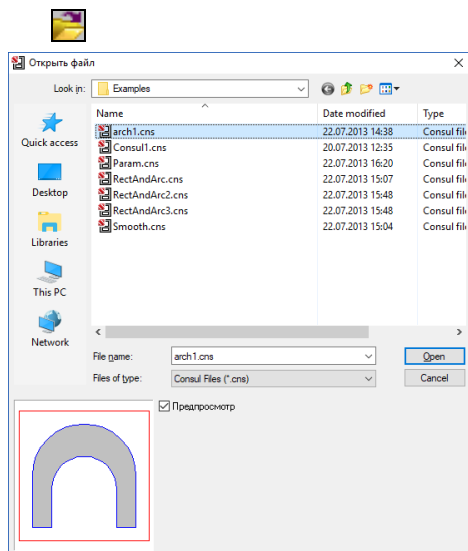 Открыть файл
Look in: Examples
Name Date modified Type
arch1.cns 22.07.2013 14:38 Consul file
Consul1.cns 20.07.2013 12:35 Consul file
Param.cns 22.07.2013 16:20 Consul file
RectAndArc.cns 22.07.2013 15:07 Consul file
RectAndArc2.cns 22.07.2013 15:48 Consul file
RectAndArc3.cns 22.07.2013 15:48 Consul file
Smooth.cns 22.07.2013 15:04 Consul file
Quick access
Desktop
Libraries
This PC
Network
File name: arch1.cns Open
Files of type: Consul Files (*.cns) Cancel
Предпросмотр